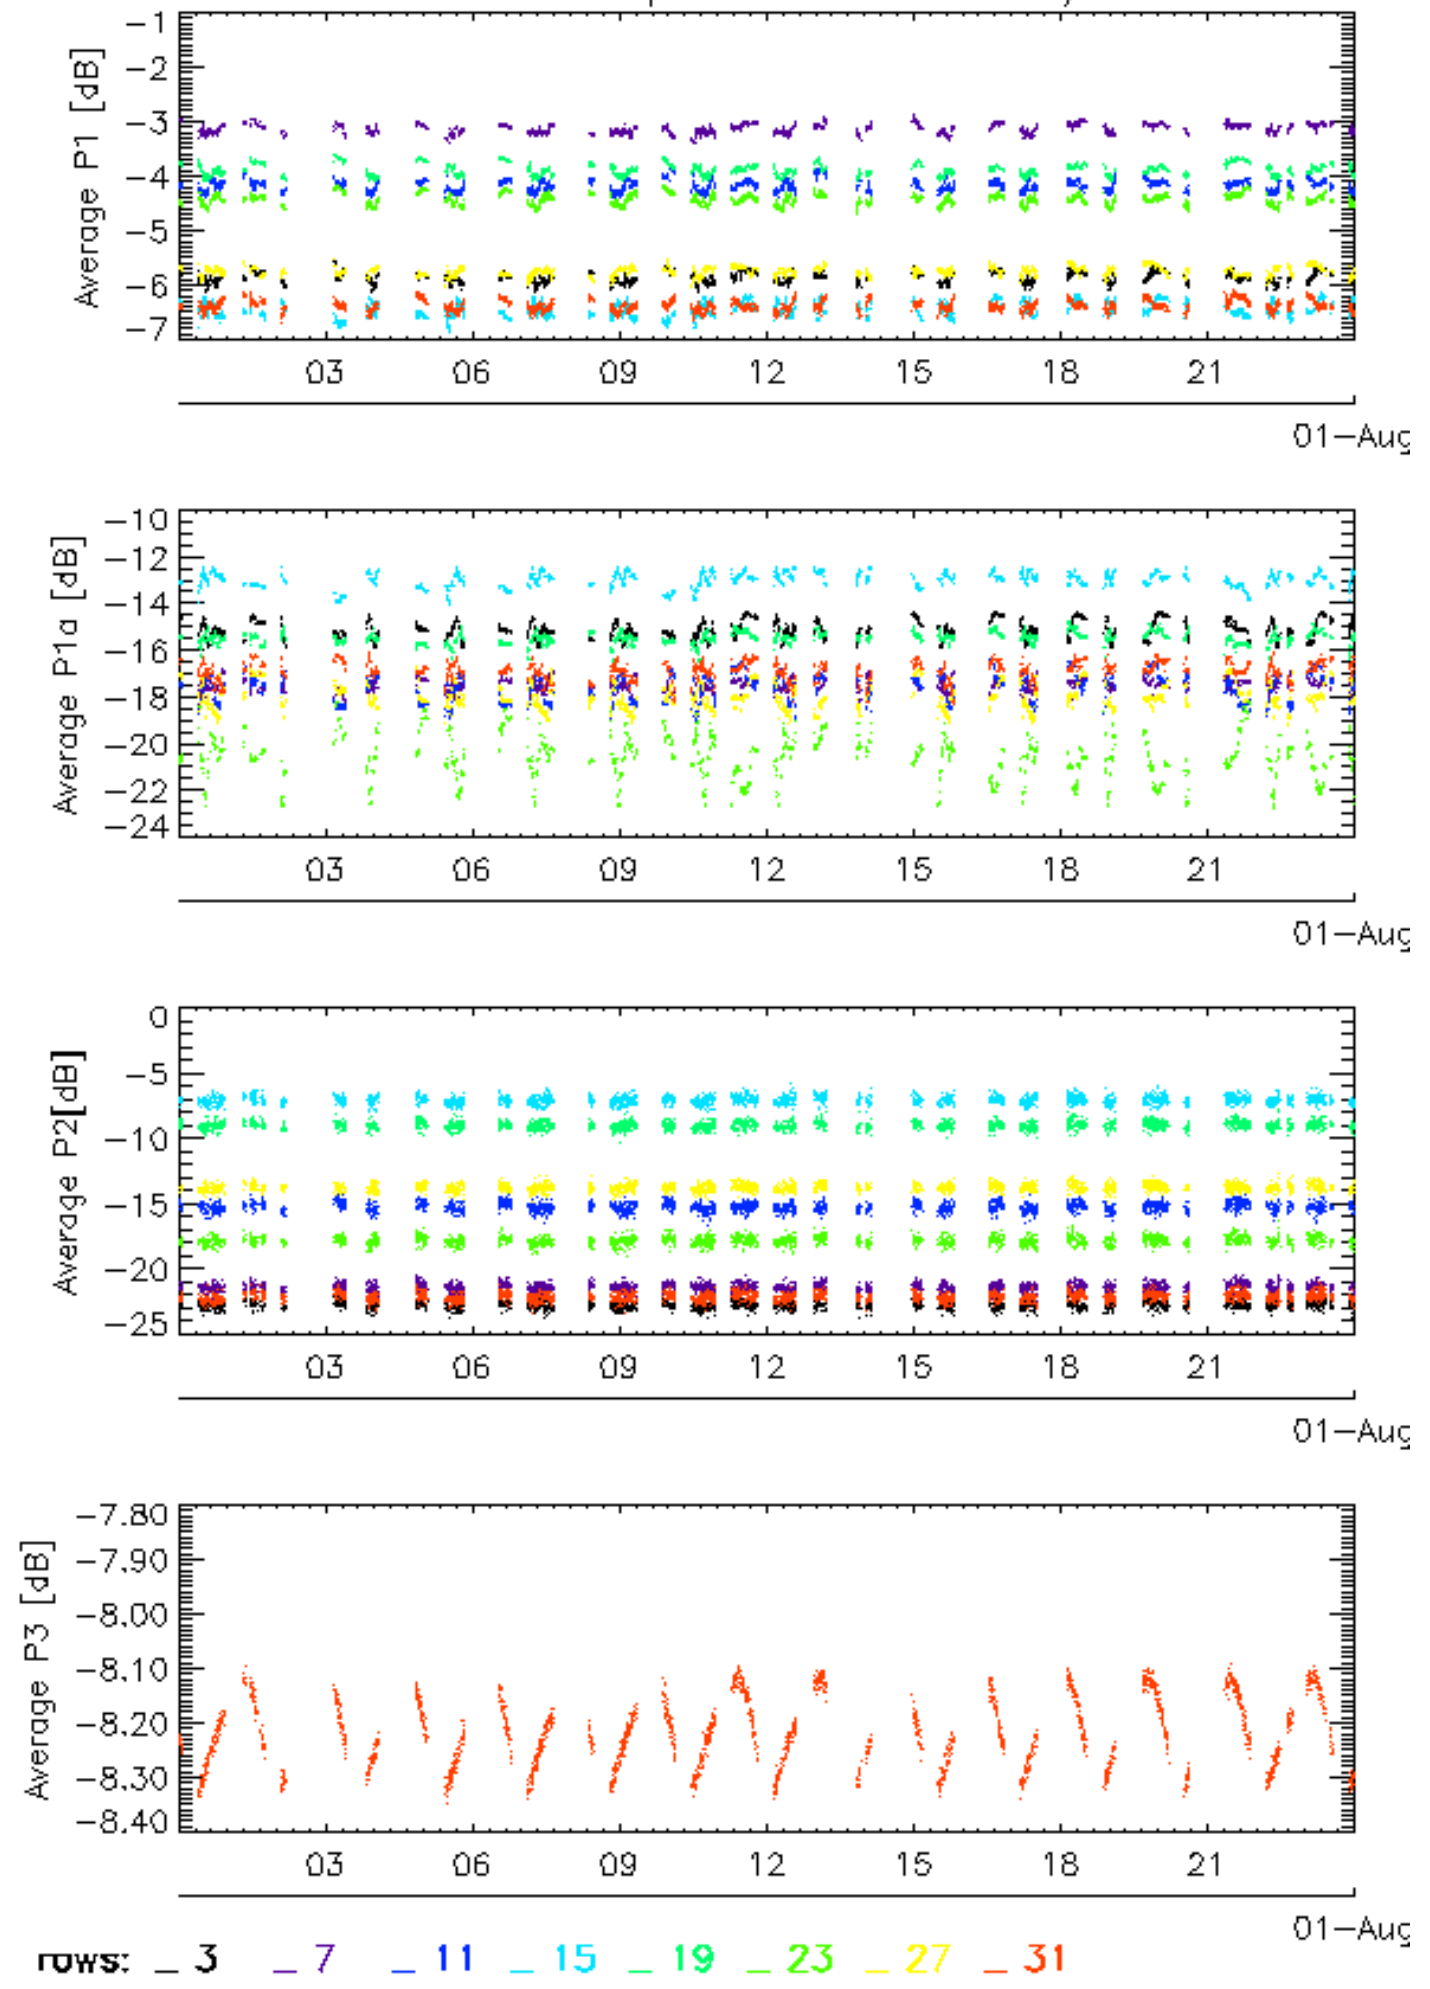 Average P1 [dB]
-1
-2
-3
-4
-5
-6
-7
03 06 09 12 15 18 21
01-Aug
Average P1a [dB]
-10
-12
-14
-16
-18
-20
-22
-24
03 06 09 12 15 18 21
01-Aug
Average P2[dB]
0
-5
-10
-15
-20
-25
03 06 09 12 15 18 21
01-Aug
Average P3 [dB]
-7.80
-7.90
-8.00
-8.10
-8.20
-8.30
-8.40
03 06 09 12 15 18 21
01-Aug
rows: _ 3 _ 7 _ 11 _ 15 _ 19 _ 23 _ 27 _ 31